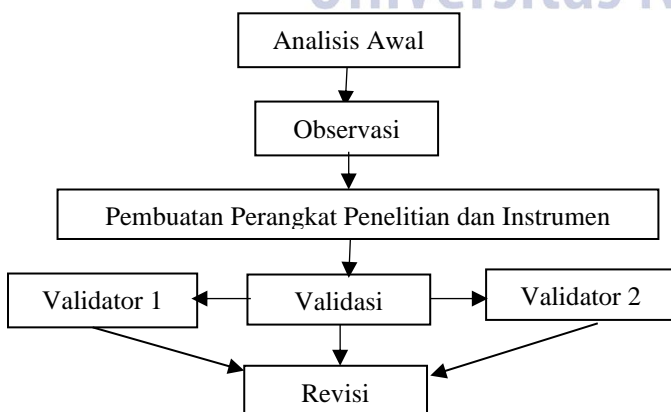 Analisis Awal
Observasi
Pembuatan Perangkat Penelitian dan Instrumen
Validator 1
Validasi
Validator 2
Revisi